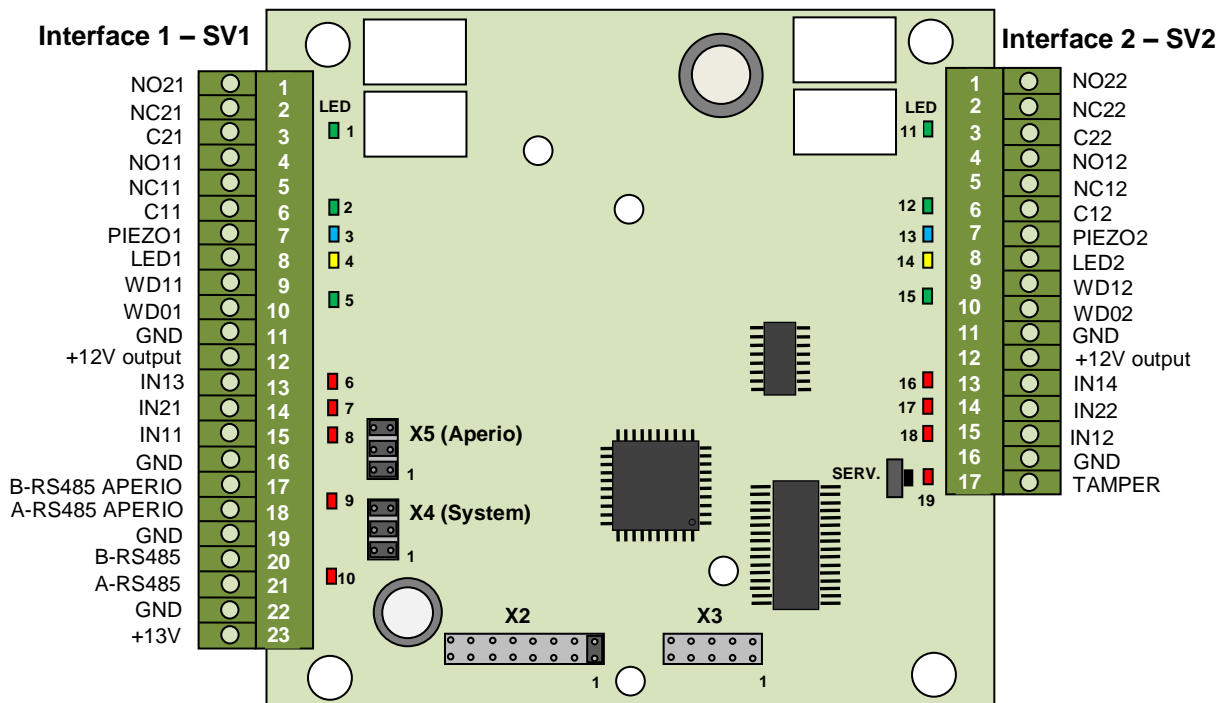 Interface 1 – SV1
Interface 2 – SV2
NO21 1
NC21 2
C21 3
NO11 4
NC11 5
C11 6
PIEZO1 7
LED1 8
WD11 9
WD01 10
GND 11
+12V output 12
IN13 13
IN21 14
IN11 15
GND 16
B-RS485 APERIO 17
A-RS485 APERIO 18
GND 19
B-RS485 20
A-RS485 21
GND 22
+13V 23
LED
1
2
3
4
5
6
7
8
9
10
X5 (Aperio)
1
X4 (System)
1
X2
1
X3
1
LED
11
12
13
14
15
16
17
18
SERV.
19
1 NO22
2 NC22
3 C22
4 NO12
5 NC12
6 C12
7 PIEZO2
8 LED2
9 WD12
10 WD02
11 GND
12 +12V output
13 IN14
14 IN22
15 IN12
16 GND
17 TAMPER